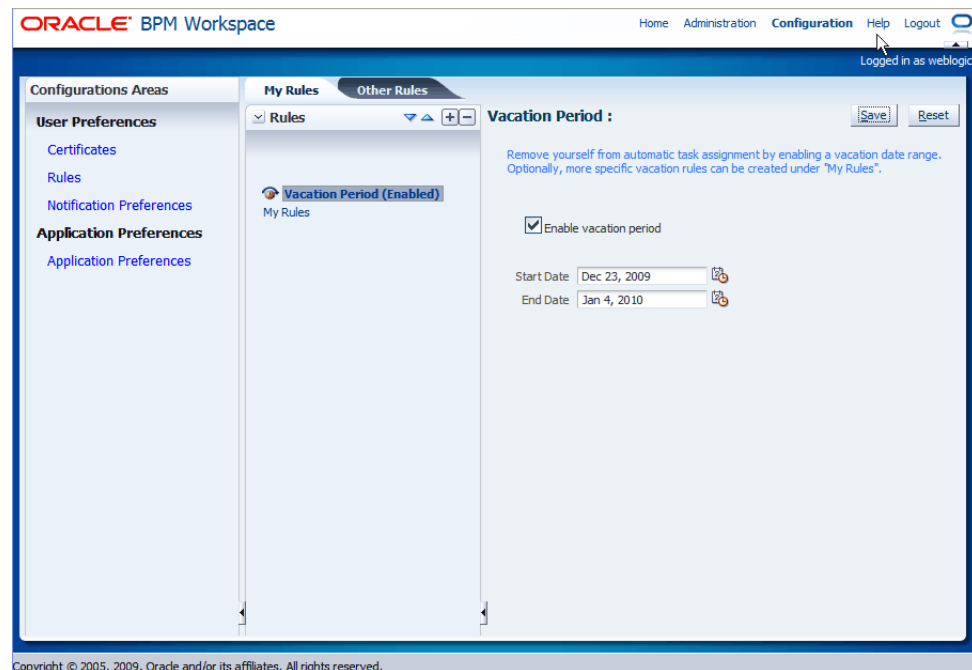 ORACLE BPM Workspace
Home Administration Configuration Help Logout
Logged in as weblogic
Configurations Areas
User Preferences
Certificates
Rules
Notification Preferences
Application Preferences
Application Preferences
My Rules Other Rules
Rules
Vacation Period (Enabled)
My Rules
Vacation Period :
Save Reset
Remove yourself from automatic task assignment by enabling a vacation date range.
Optionally, more specific vacation rules can be created under "My Rules".
Enable vacation period
Start Date Dec 23, 2009
End Date Jan 4, 2010
Copyright © 2005, 2009, Oracle and/or its affiliates. All rights reserved.